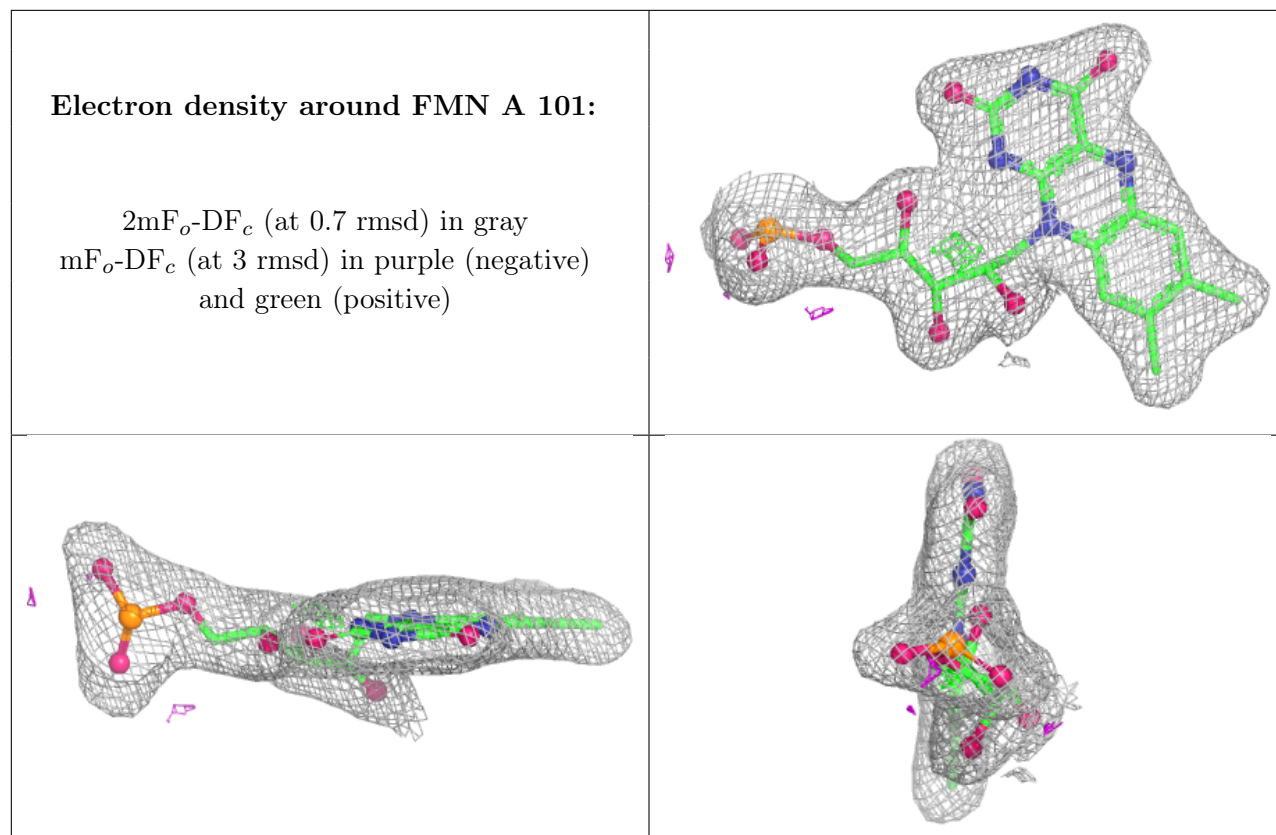 Electron density around FMN A 101:
2mFo-DFc (at 0.7 rmsd) in gray
mFo-DFc (at 3 rmsd) in purple (negative)
and green (positive)